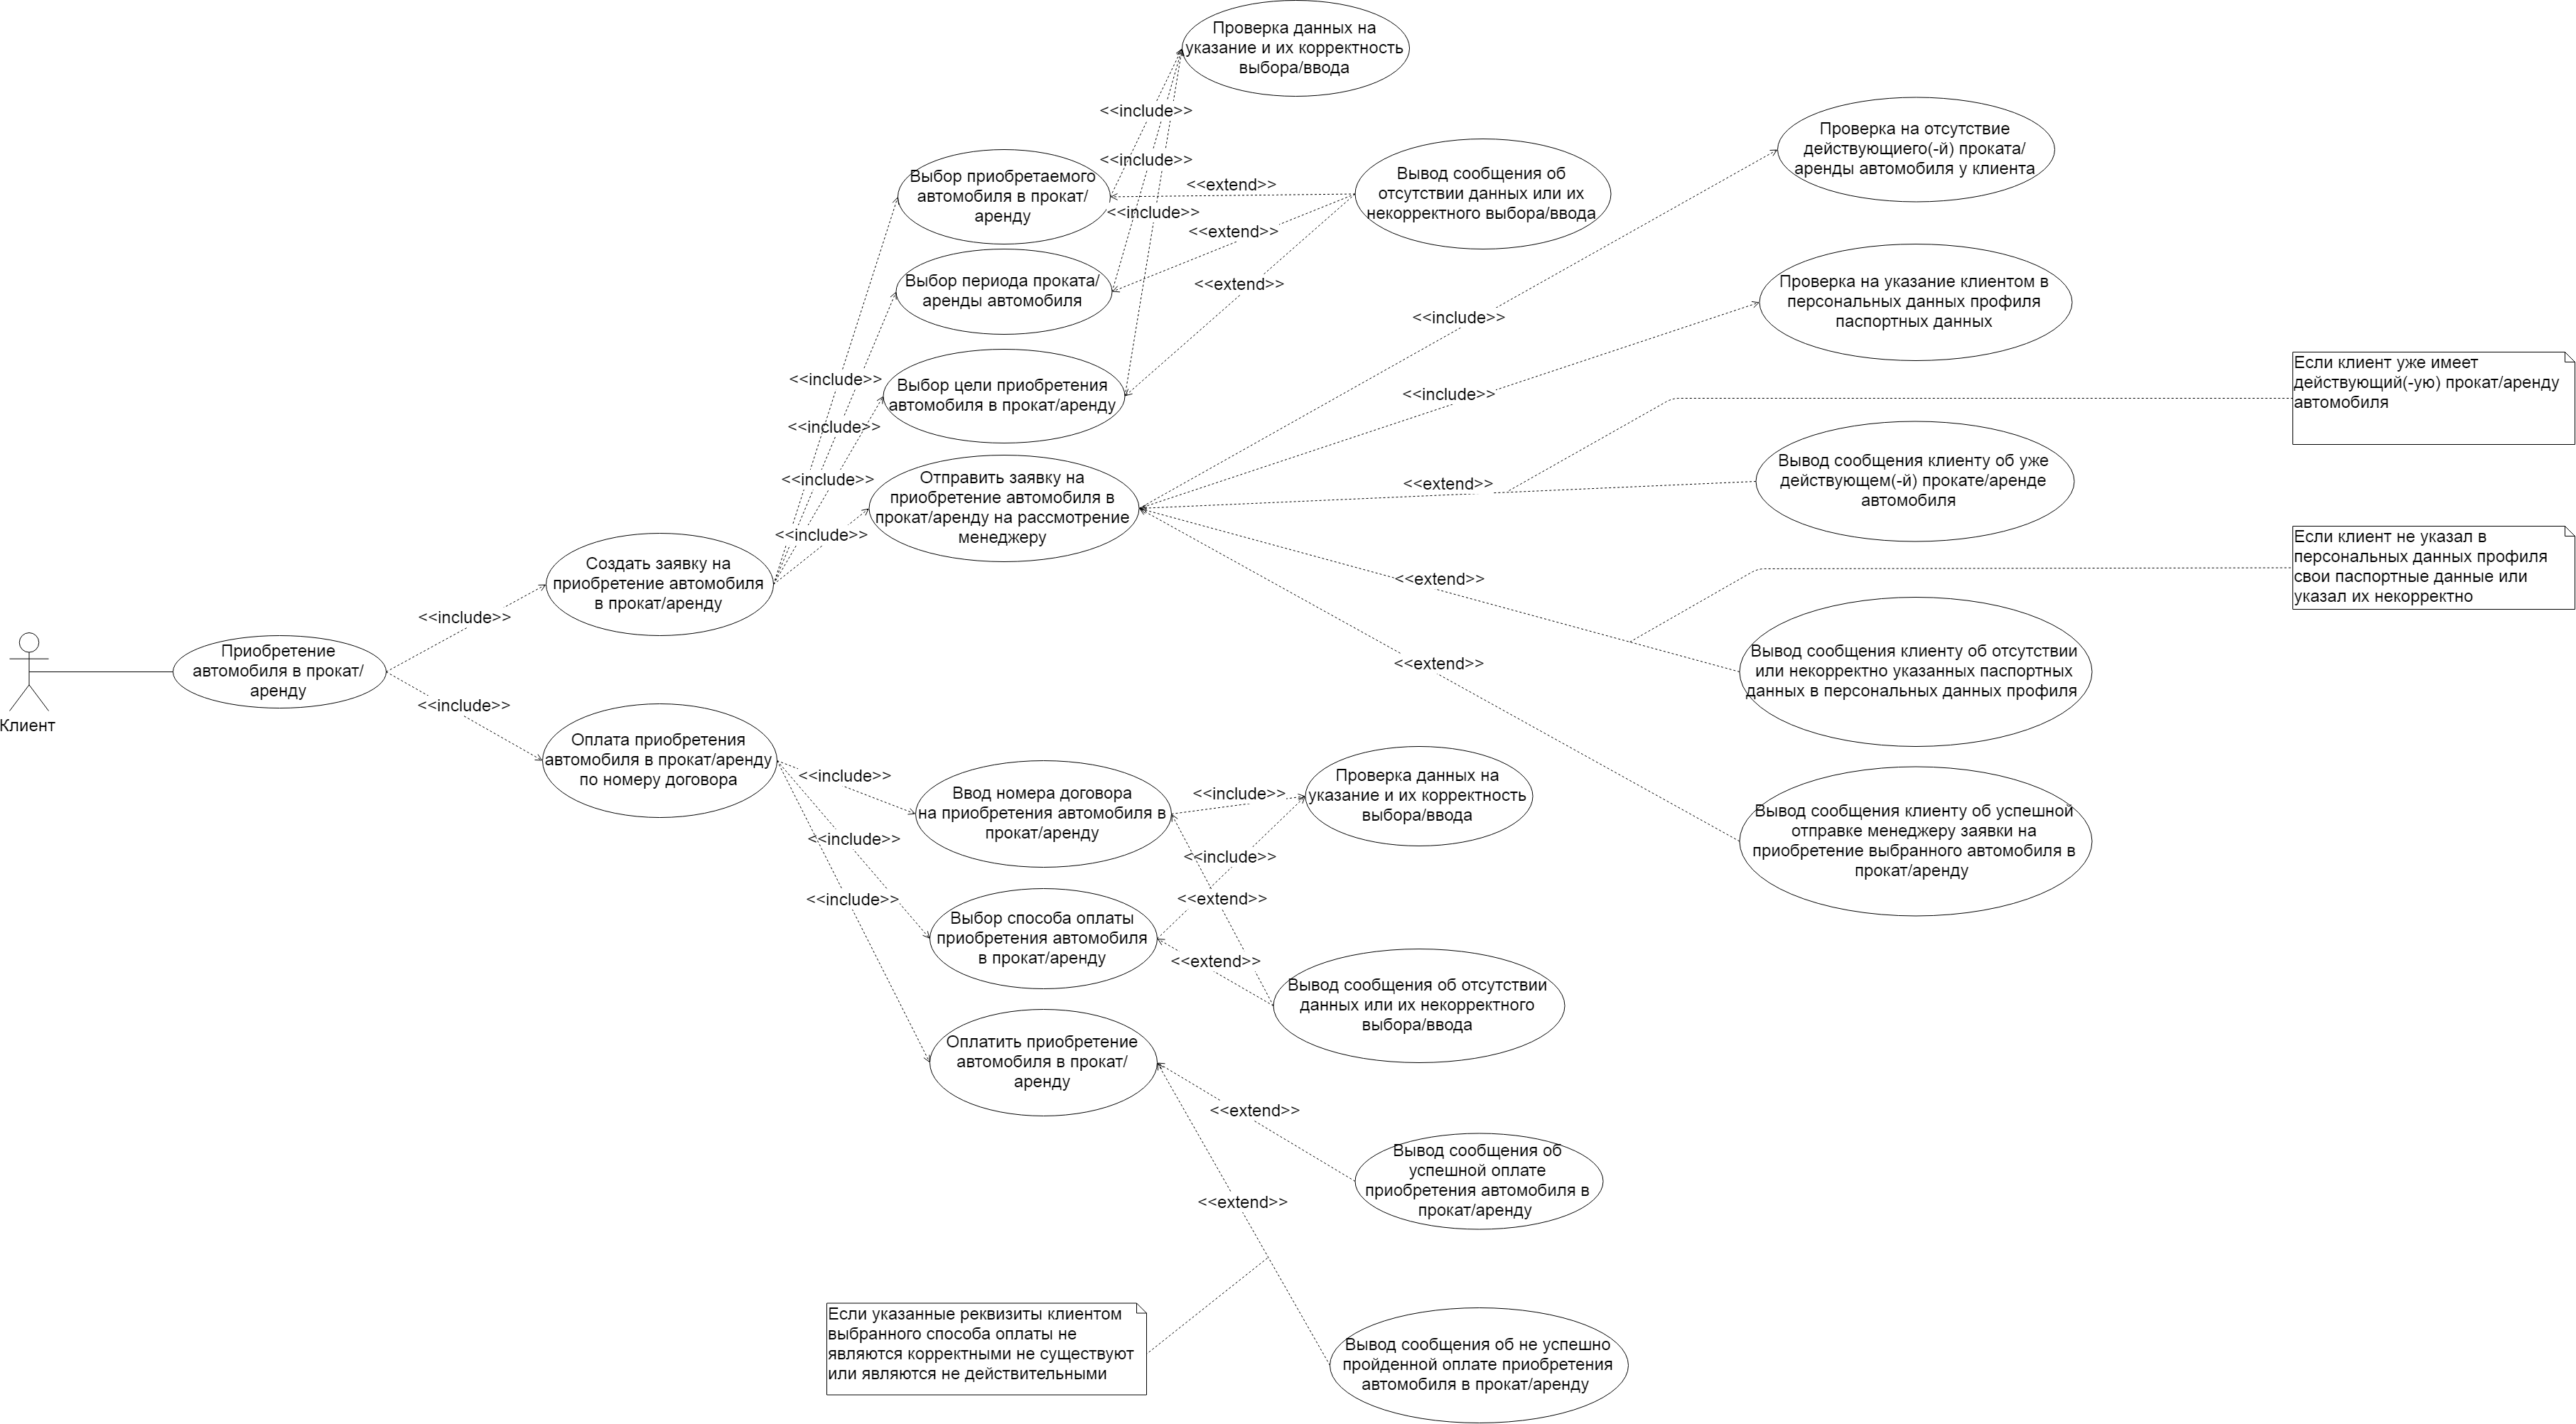 Проверка данных на
указание и их корректность
выбора/ввода
<<include>>
<<include>>
<<include>>
Выбор приобретаемого
автомобиля в прокат/
аренду
<<extend>>
<<extend>>
<<extend>>
Вывод сообщения об
отсутствии данных или их
некорректного выбора/ввода
Проверка на отсутствие
действующиего(-й) проката/
аренды автомобиля у клиента
Выбор периода проката/
аренды автомобиля
<<include>>
Проверка на указание клиентом в
персональных данных профиля
паспортных данных
<<include>>
Если клиент уже имеет
действующий(-ую) прокат/аренду
автомобиля
<<include>>
<<include>>
<<include>>
<<include>>
Выбор цели приобретения
автомобиля в прокат/аренду
Отправить заявку на
приобретение автомобиля в
прокат/аренду на рассмотрение
менеджеру
<<extend>>
Вывод сообщения клиенту об уже
действующем(-й) прокате/аренде
автомобиля
Если клиент не указал в
персональных данных профиля
свои паспортные данные или
указал их некорректно
Создать заявку на
приобретение автомобиля
в прокат/аренду
<<extend>>
<<include>>
Клиент
Приобретение
автомобиля в прокат/
аренду
<<include>>
<<extend>>
Вывод сообщения клиенту об отсутствии
или некорректно указанных паспортных
данных в персональных данных профиля
Оплата приобретения
автомобиля в прокат/аренду
по номеру договора
<<include>>
<<include>>
<<include>>
Ввод номера договора
на приобретения автомобиля в
прокат/аренду
<<include>>
<<include>>
<<extend>>
<<extend>>
Проверка данных на
указание и их корректность
выбора/ввода
Вывод сообщения клиенту об успешной
отправке менеджеру заявки на
приобретение выбранного автомобиля в
прокат/аренду
Выбор способа оплаты
приобретения автомобиля
в прокат/аренду
Вывод сообщения об отсутствии
данных или их некорректного
выбора/ввода
Оплатить приобретение
автомобиля в прокат/
аренду
<<extend>>
Вывод сообщения об
успешной оплате
приобретения автомобиля в
прокат/аренду
<<extend>>
Если указанные реквизиты клиентом
выбранного способа оплаты не
являются корректными не существуют
или являются не действительными
Вывод сообщения об не успешно
пройденной оплате приобретения
автомобиля в прокат/аренду